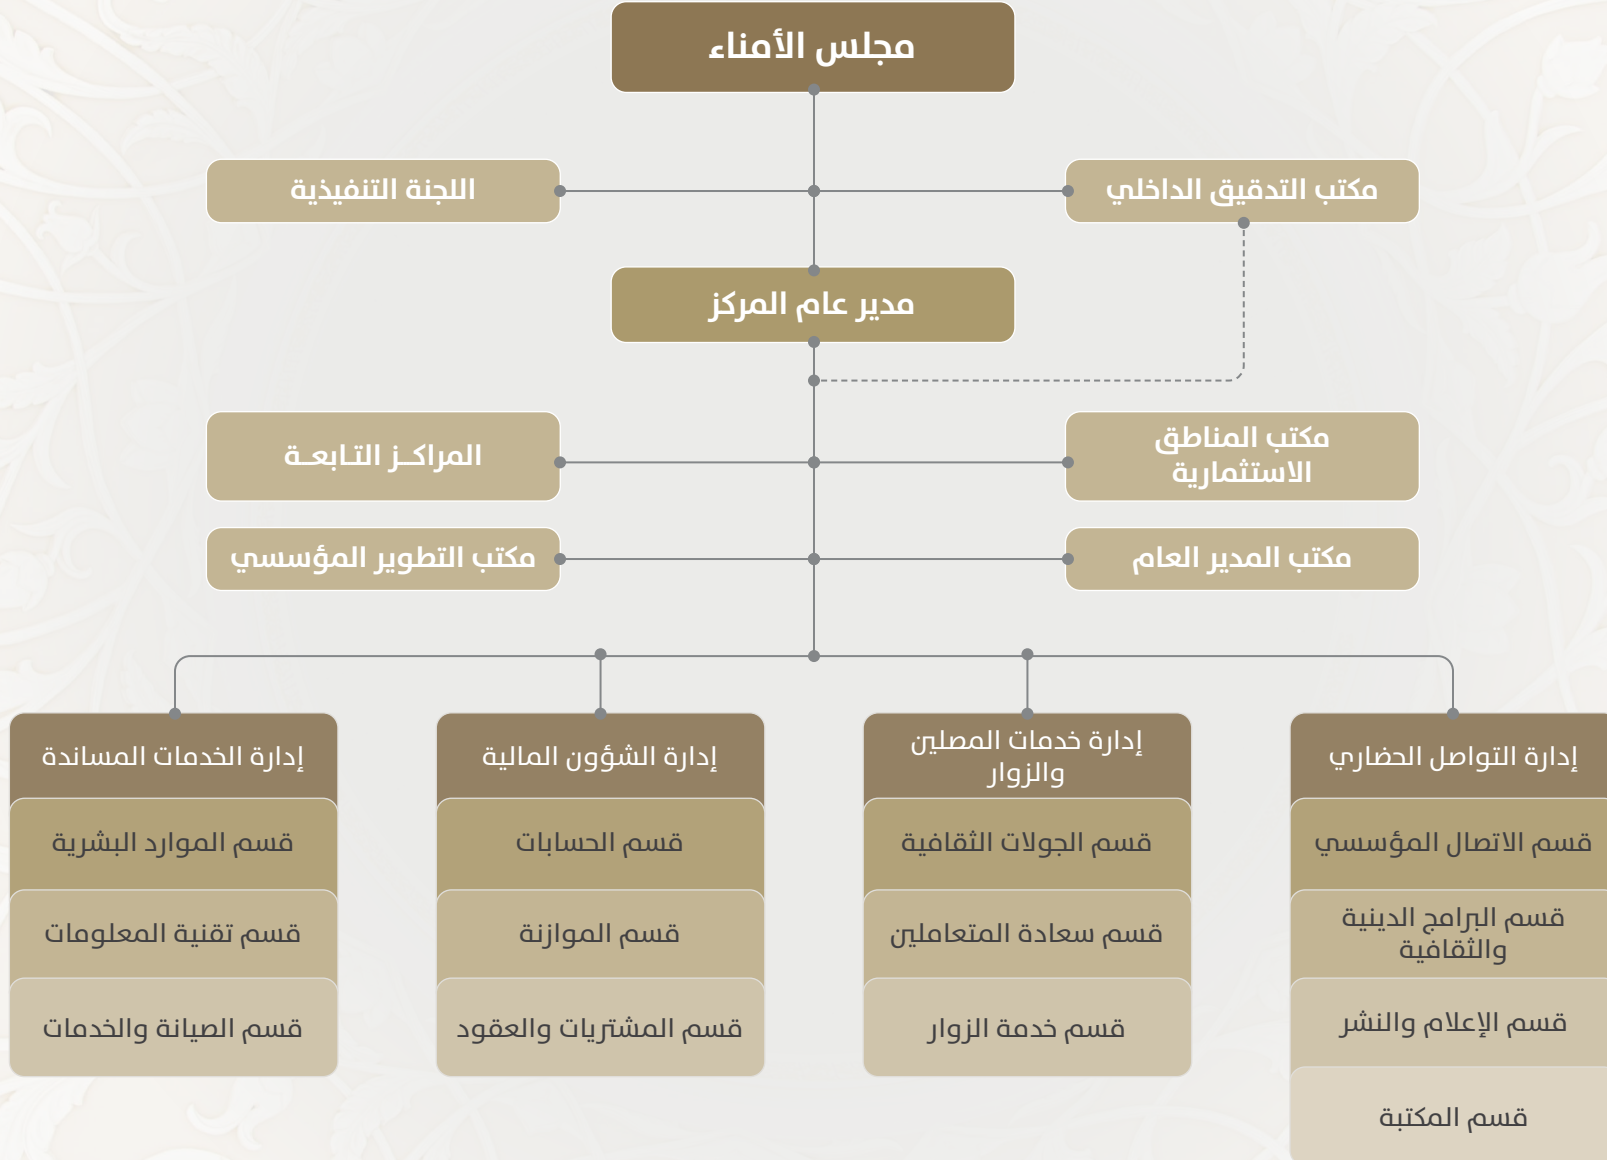 مجلس الأمناء
مكتب التدقيق الداخلي
اللجنة التنفيذية
مدير عام المركز
مكتب المناطق
الاستثمارية
المراكــز التـابعــة
مكتب المدير العام
مكتب التطوير المؤسسي
إدارة التواصل الحضاري
قسم الاتصال المؤسسي
قسم البرامج الدينية
والثقافية
قسم الإعلام والنشر
قسم المكتبة
إدارة خدمات المصلين
والزوار
قسم الجولات الثقافية
قسم سعادة المتعاملين
قسم خدمة الزوار
إدارة الشؤون المالية
قسم الحسابات
قسم الموازنة
قسم المشتريات والعقود
إدارة الخدمات المساندة
قسم الموارد البشرية
قسم تقنية المعلومات
قسم الصيانة والخدمات